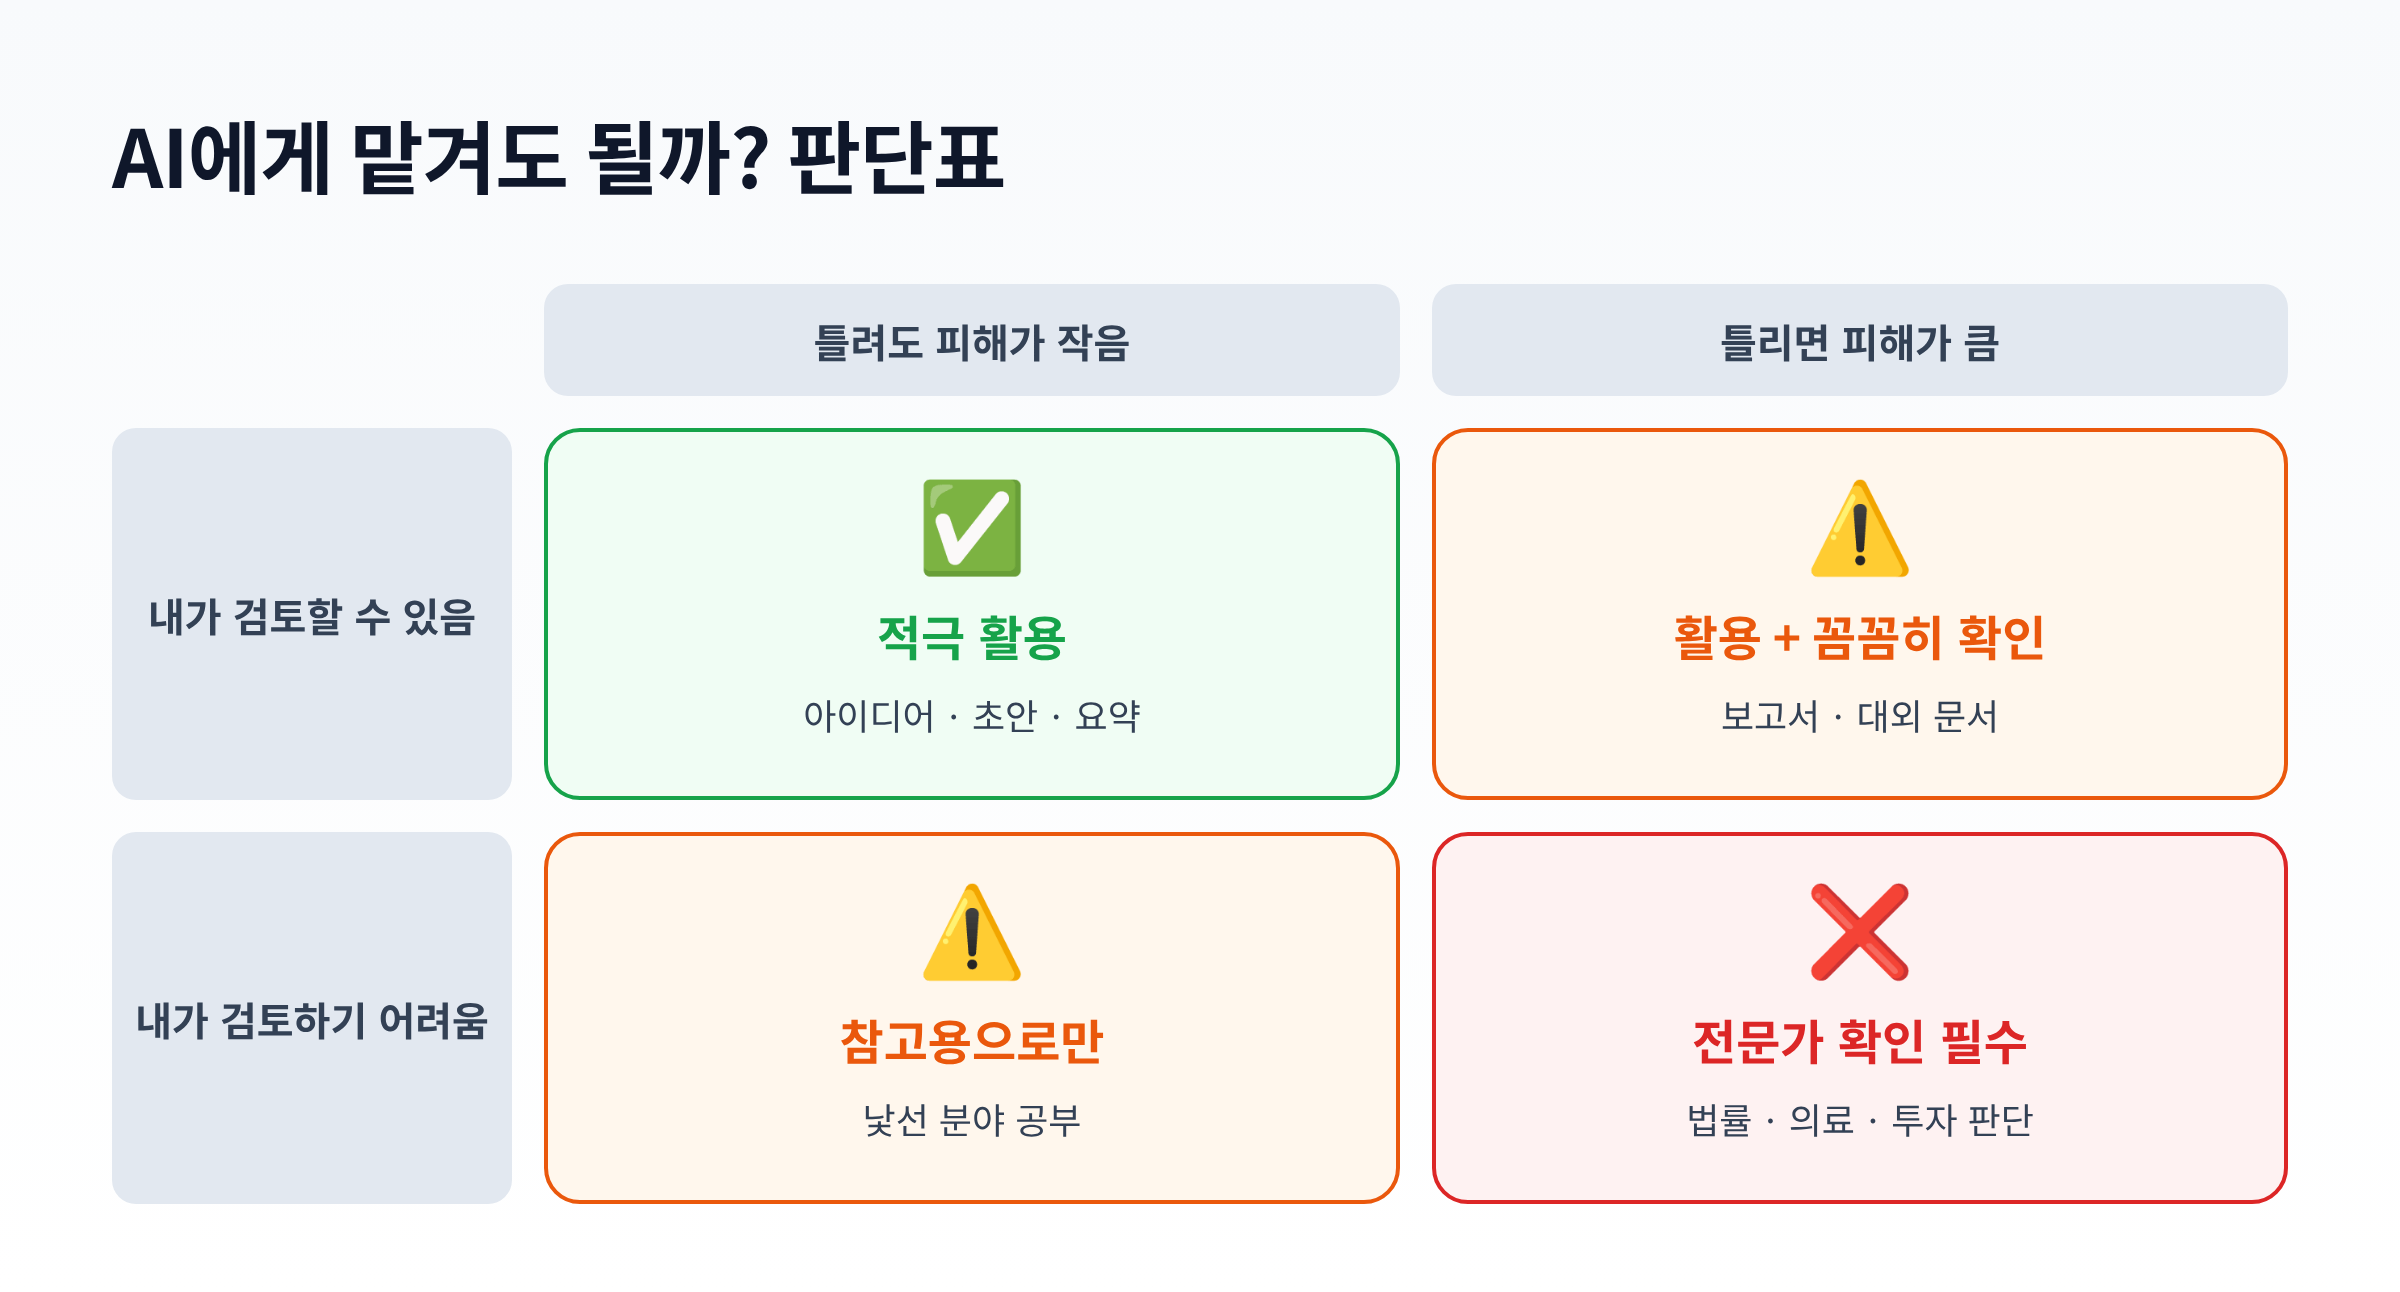 AI에게 맡겨도 될까? 판단표
틀려도 피해가 작음
틀리면 피해가 큼
내가 검토할 수 있음
적극 활용
아이디어 · 초안 · 요약
활용 + 꼼꼼히 확인
보고서 · 대외 문서
내가 검토하기 어려움
참고용으로만
낯선 분야 공부
전문가 확인 필수
법률 · 의료 · 투자 판단